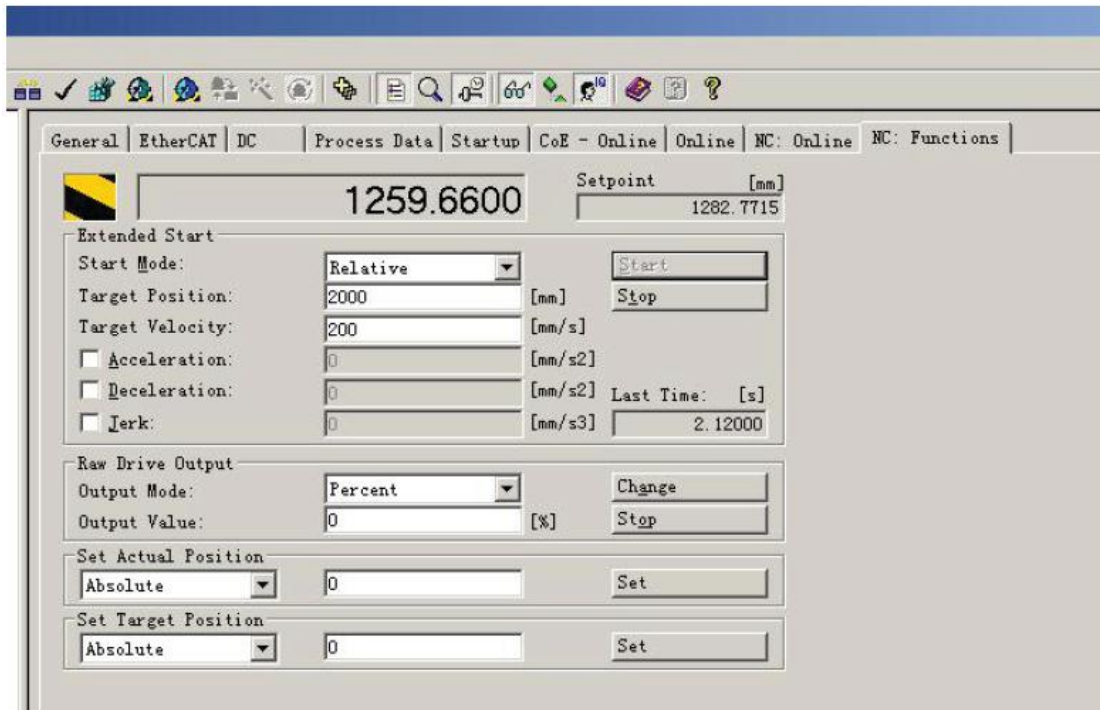 General EtherCAT DC Process Data Startup CoE - Online Online NC: Online NC: Functions
1259.6600
Setpoint [mm]
1282.7715
Extended Start
Start Mode: Relative Start
Target Position: 2000 [mm] Stop
Target Velocity: 200 [mm/s]
Acceleration: 0 [mm/s2]
Deceleration: 0 [mm/s2] Last Time: [s]
Jerk: 0 [mm/s3] 2.12000
Raw Drive Output
Output Mode: Percent Change
Output Value: 0 [%] Stop
Set Actual Position
Absolute 0 Set
Set Target Position
Absolute 0 Set